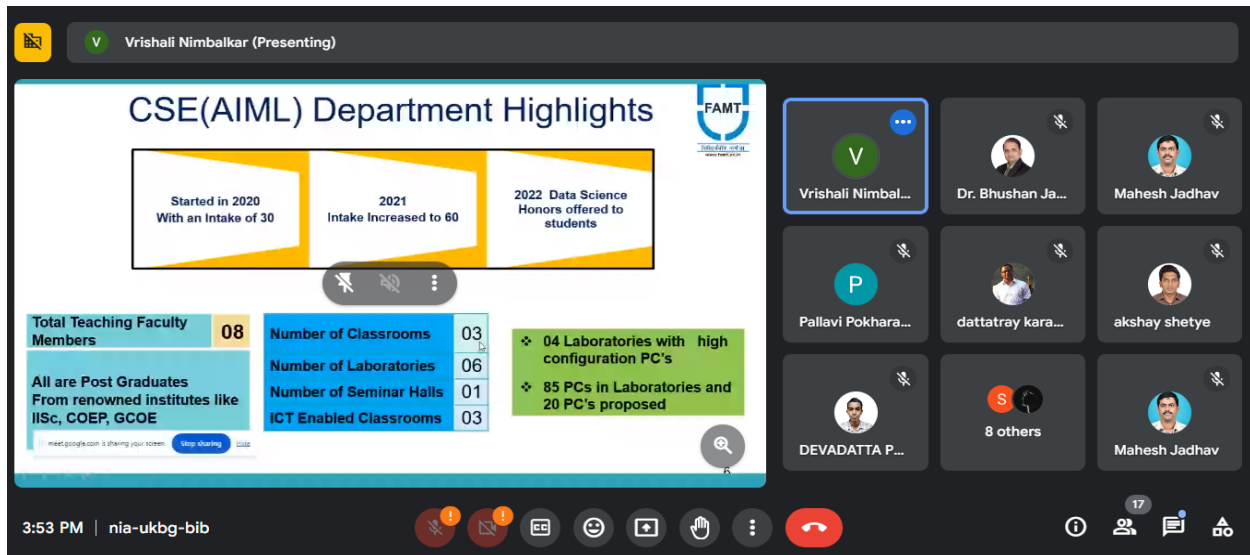 V Vrishali Nimbalkar (Presenting)
CSE(AIML) Department Highlights
FAMT
Started in 2020
With an Intake of 30
2021
Intake Increased to 60
2022 Data Science
Honors offered to
students
Total Teaching Faculty
Members
08
All are Post Graduates
From renowned institutes like
IISc, COEP, GCOE
meet.google.com is sharing your screen. Stop sharing Hide
Number of Classrooms 03
Number of Laboratories 06
Number of Seminar Halls 01
ICT Enabled Classrooms 03
❖ 04 Laboratories with high
configuration PC's
❖ 85 PCs in Laboratories and
20 PC's proposed
6
V
Vrishali Nimbal...
Dr. Bhushan Ja...
Mahesh Jadhav
P
Pallavi Pokhara...
dattatray kara...
akshay shetye
DEVADATTA P...
S
8 others
Mahesh Jadhav
3:53 PM | nia-ukbg-bib
!
!
CC
17